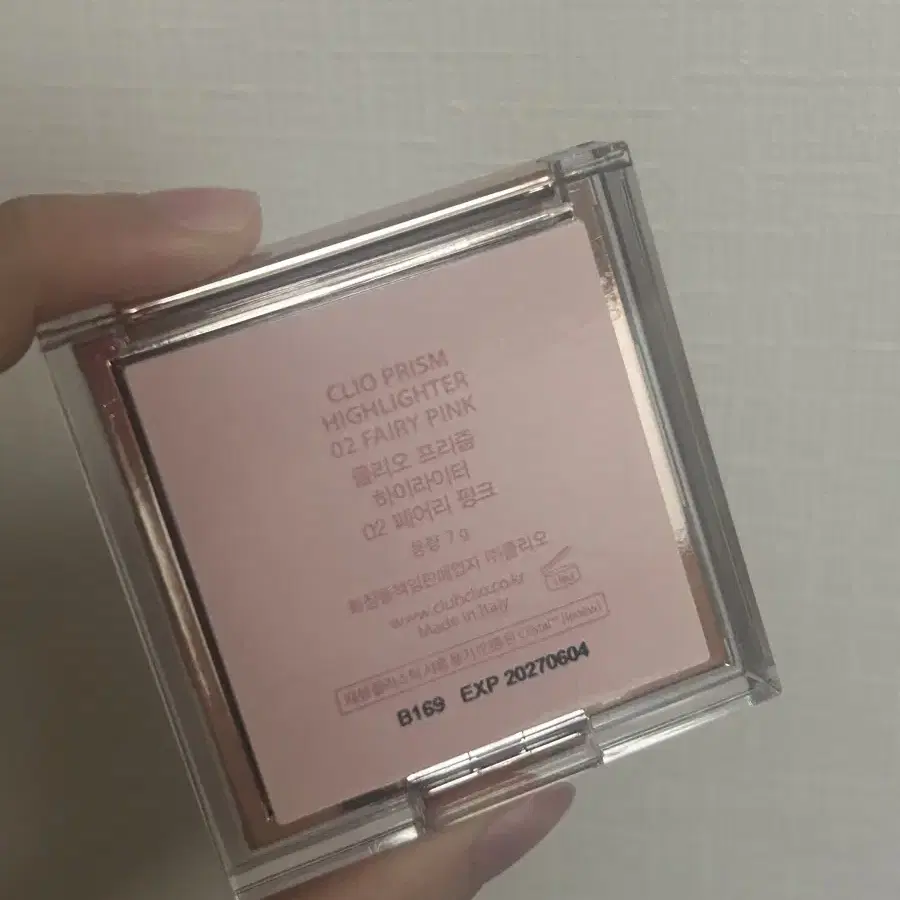 CLIO PRISM
HIGHLIGHTER
02 FAIRY PINK
클리오 프리즘
하이라이터
02 페어리 핑크
용량 7 g
화장품책임판매업자 ㈜클리오
www.clubclio.co.kr
Made in Italy
B169 EXP 20270604